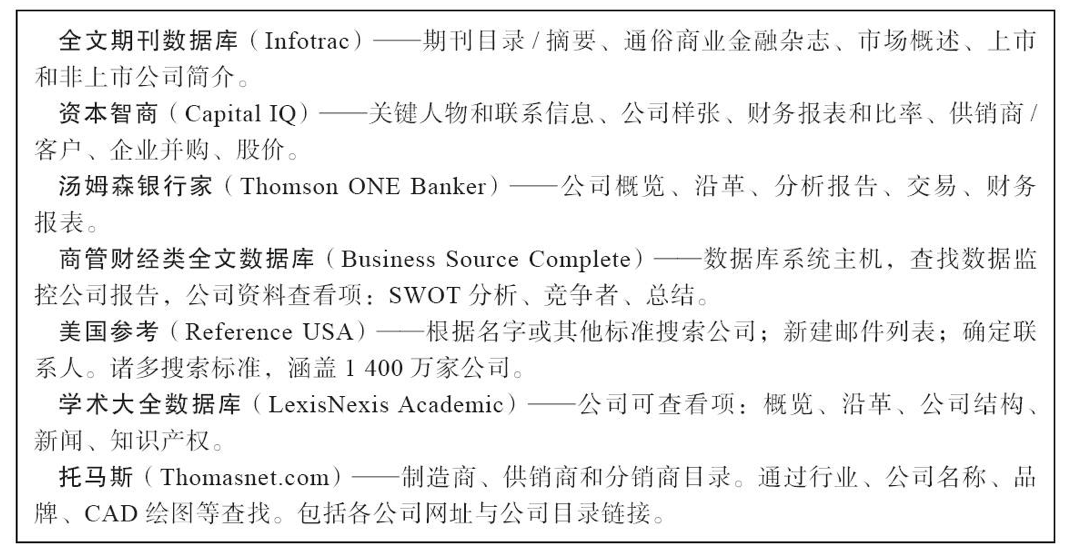 全文期刊数据库（Infotrac）——期刊目录/摘要、通俗商业金融杂志、市场概述、上市
和非上市公司简介。
资本智商（Capital IQ）——关键人物和联系信息、公司样张、财务报表和比率、供销商/
客户、企业并购、股价。
汤姆森银行家（Thomson ONE Banker）——公司概览、沿革、分析报告、交易、财务
报表。
商管财经类全文数据库（Business Source Complete）——数据库系统主机，查找数据监
控公司报告，公司资料查看项：SWOT 分析、竞争者、总结。
美国参考（Reference USA）——根据名字或其他标准搜索公司；新建邮件列表；确定联
系人。诸多搜索标准，涵盖 1 400 万家公司。
学术大全数据库（LexisNexis Academic）——公司可查看项：概览、沿革、公司结构、
新闻、知识产权。
托马斯（Thomasnet.com）——制造商、供销商和分销商目录。通过行业、公司名称、品
牌、CAD 绘图等查找。包括各公司网址与公司目录链接。